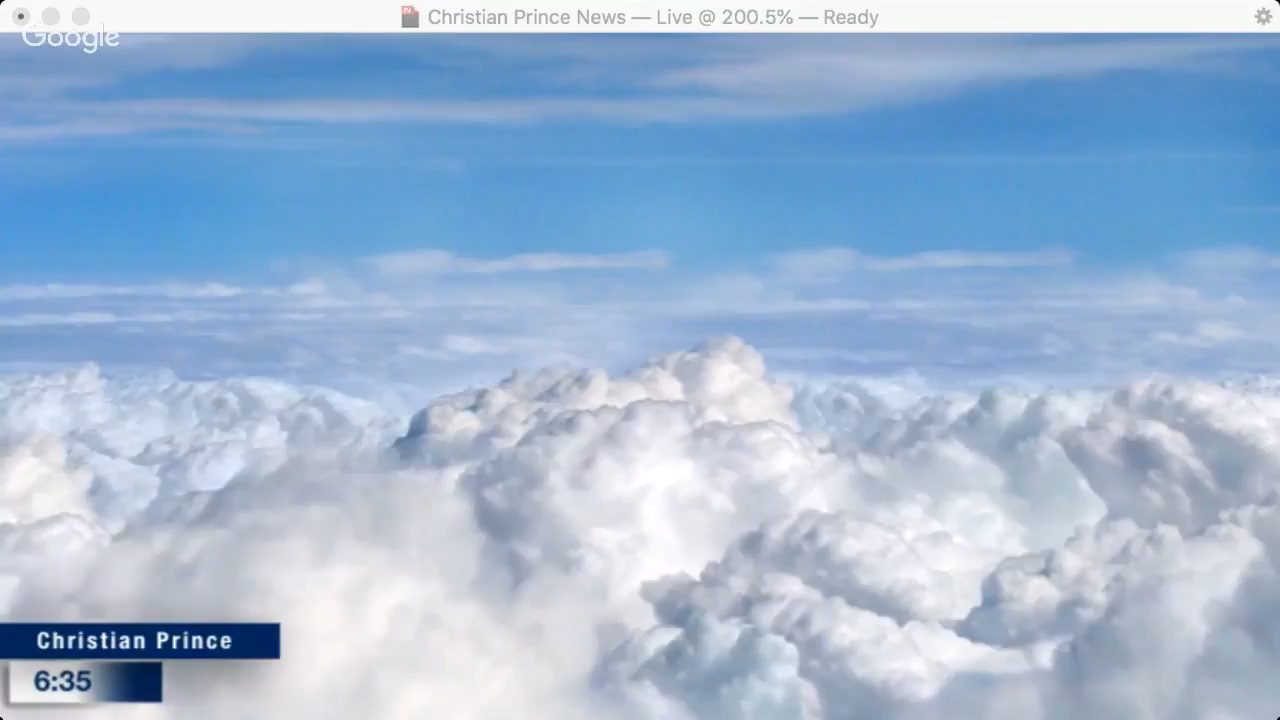 Christian Prince News — Live @ 200.5% — Ready
Google
Christian Prince
6:35